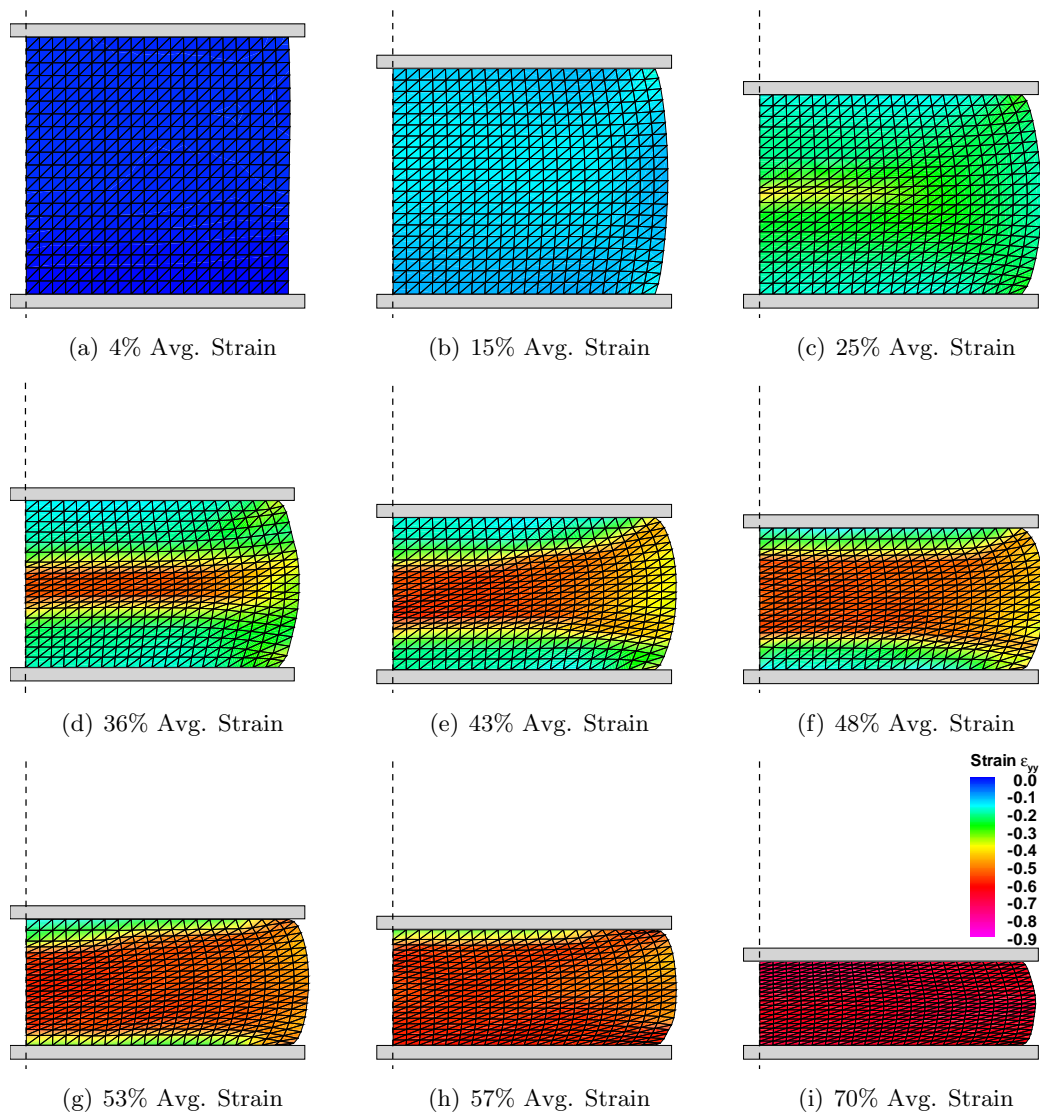 (a) 4% Avg. Strain
(b) 15% Avg. Strain
(c) 25% Avg. Strain
(d) 36% Avg. Strain
(e) 43% Avg. Strain
(f) 48% Avg. Strain
Strain εyy
0.0
-0.1
-0.2
-0.3
-0.4
-0.5
-0.6
-0.7
-0.8
-0.9
(g) 53% Avg. Strain
(h) 57% Avg. Strain
(i) 70% Avg. Strain